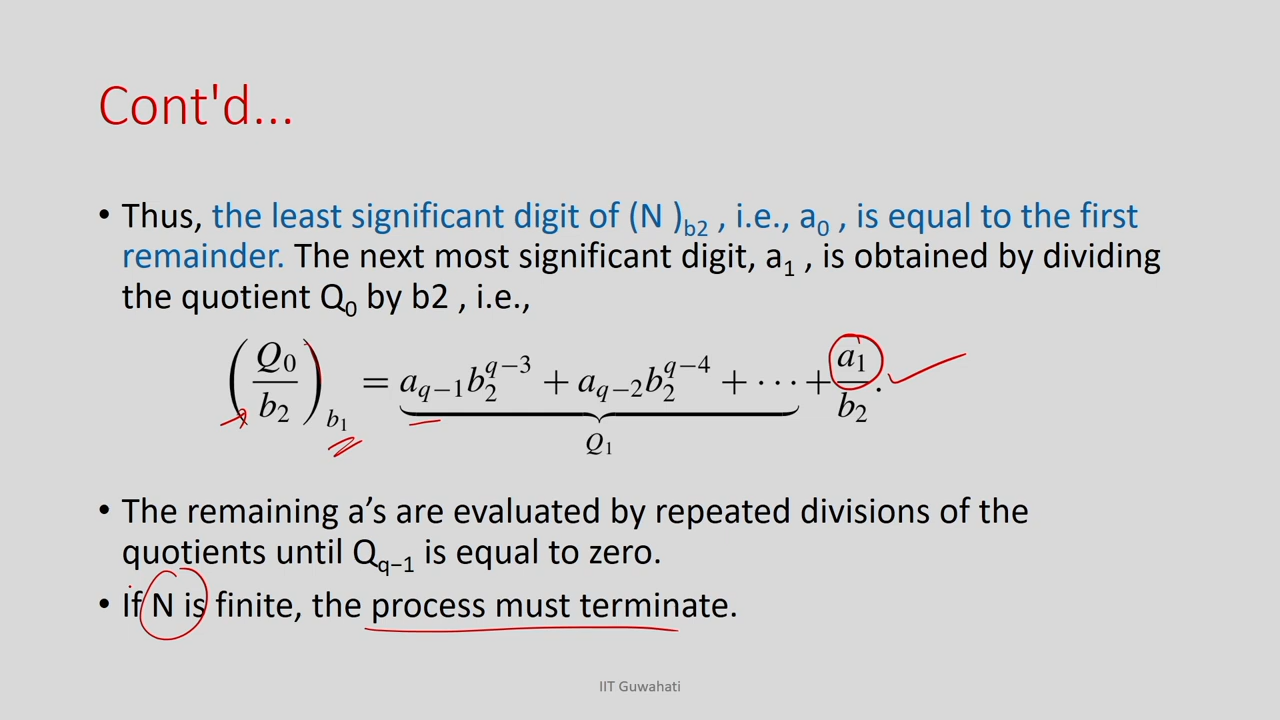 Cont'd...
• Thus, the least significant digit of (N )b2 , i.e., a0 , is equal to the first
remainder. The next most significant digit, a1 , is obtained by dividing
the quotient Q0 by b2 , i.e.,
(Q0/b2)b1 = aq−1b2^q−3 + aq−2b2^q−4 + ··· + a1/b2.
Q1
• The remaining a’s are evaluated by repeated divisions of the
quotients until Qq−1 is equal to zero.
• If N is finite, the process must terminate.
IIT Guwahati